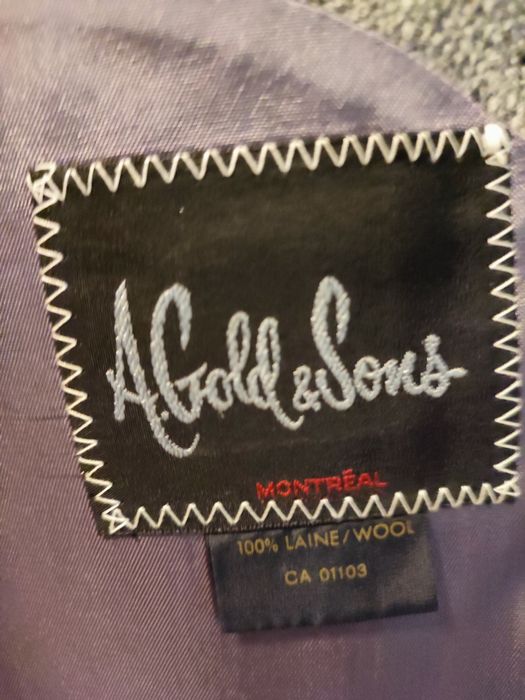 A. Gold & Sons
MONTRÉAL
100% LAINE/WOOL
CA 01103